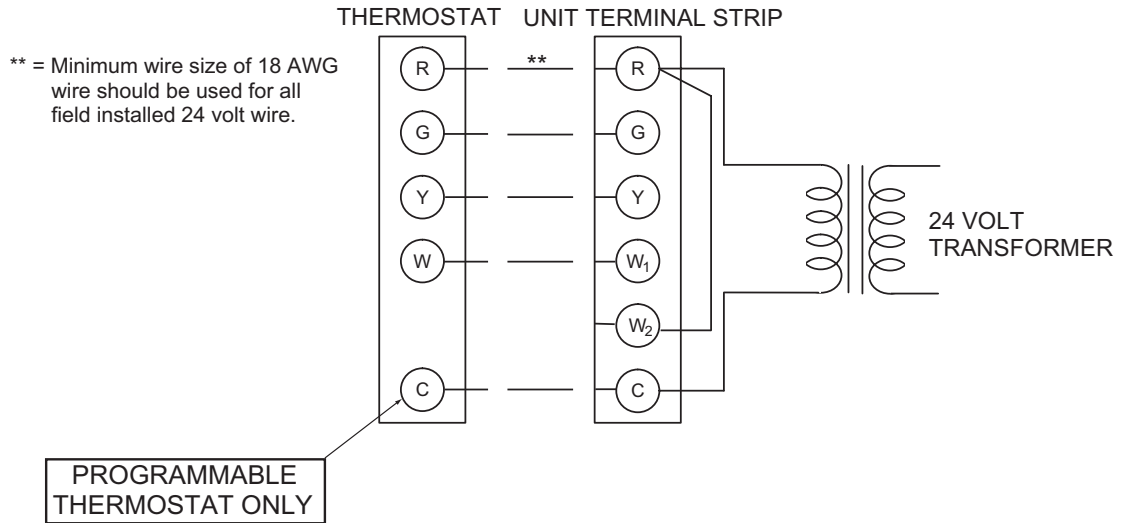 THERMOSTAT UNIT TERMINAL STRIP
** = Minimum wire size of 18 AWG
wire should be used for all
field installed 24 volt wire.
R ** R
G G
Y Y
W W1
W2
C C
24 VOLT
TRANSFORMER
PROGRAMMABLE
THERMOSTAT ONLY